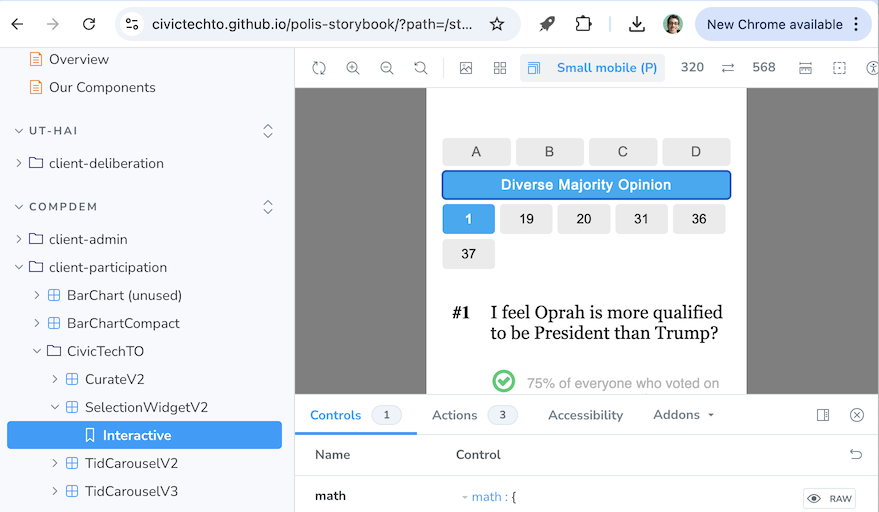 civictechto.github.io/polis-storybook/?path=/st...
New Chrome available
Overview
Our Components
UT-HAI
client-deliberation
COMPDEM
client-admin
client-participation
BarChart (unused)
BarChartCompact
CivicTechTO
CurateV2
SelectionWidgetV2
Interactive
TidCarouselV2
TidCarouselV3
Small mobile (P) 320 568
A B C D
Diverse Majority Opinion
1 19 20 31 36
37
#1 I feel Oprah is more qualified
to be President than Trump?
75% of everyone who voted on
Controls 1 Actions 3 Accessibility Addons
Name Control
math math : {
RAW